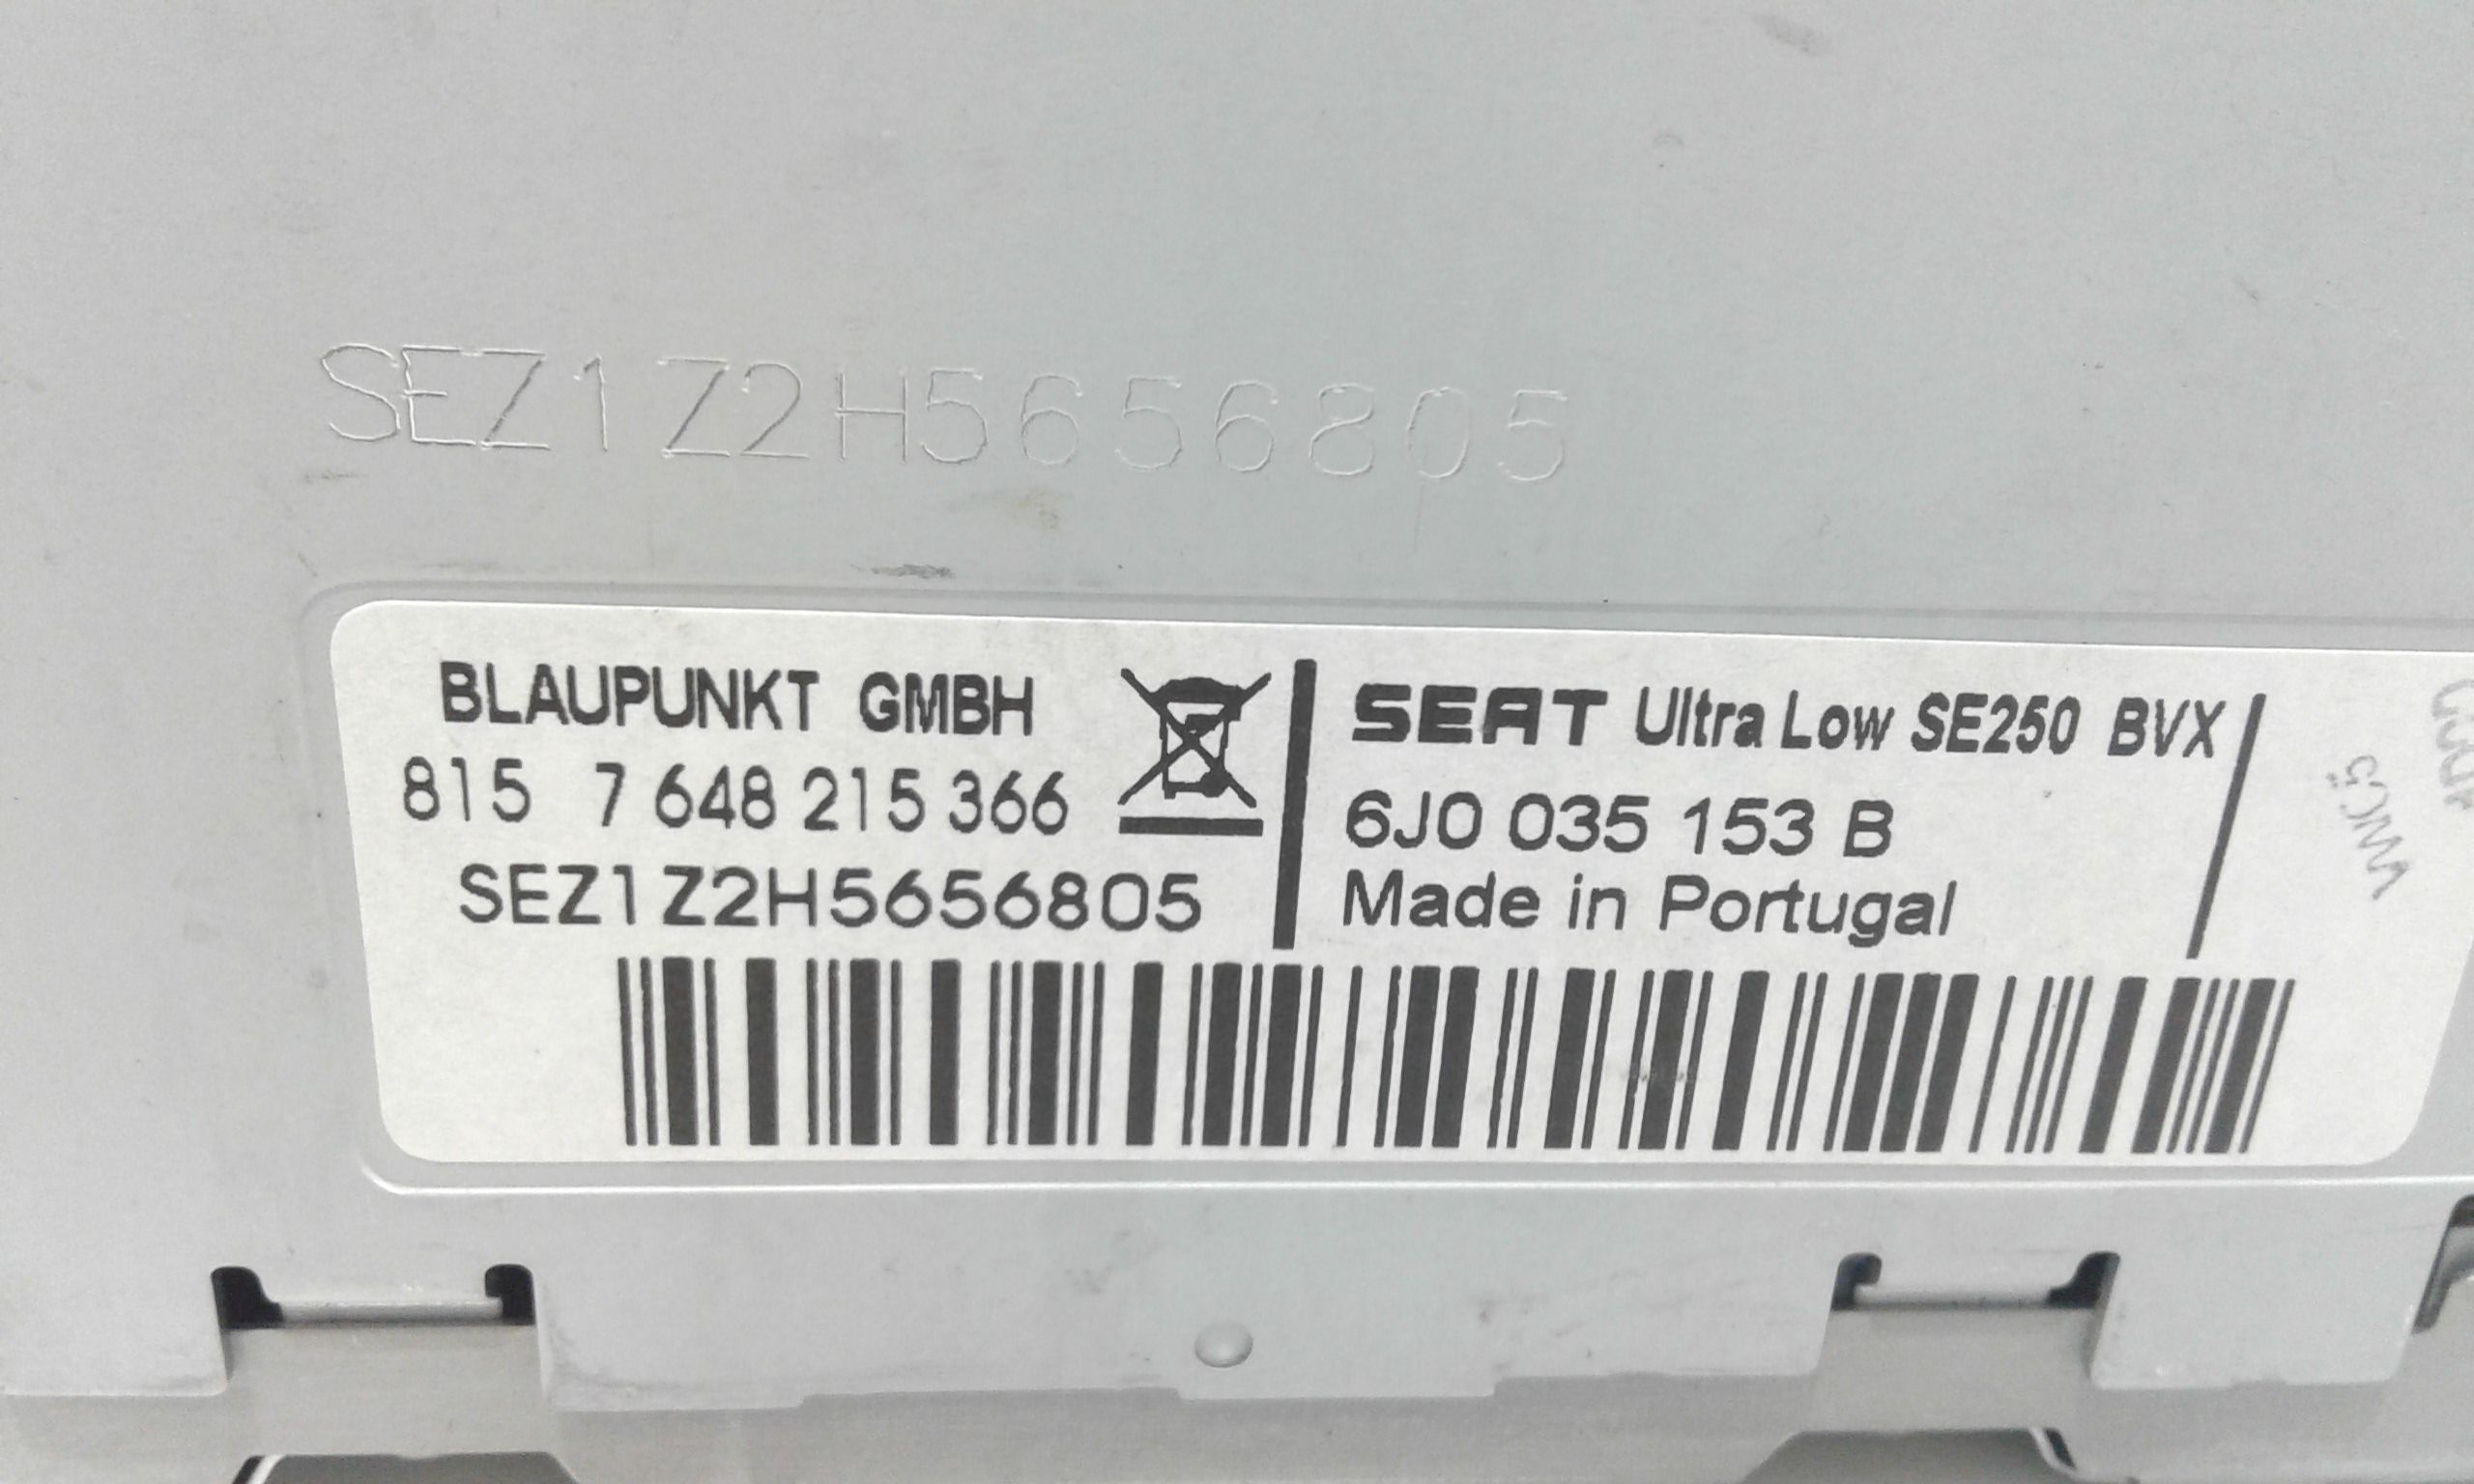 SEZ1Z2H5656805
BLAUPUNKT GMBH
815 7 648 215 366
SEZ1Z2H5656805
SEAT Ultra Low SE250 BVX
6J0 035 153 B
Made in Portugal